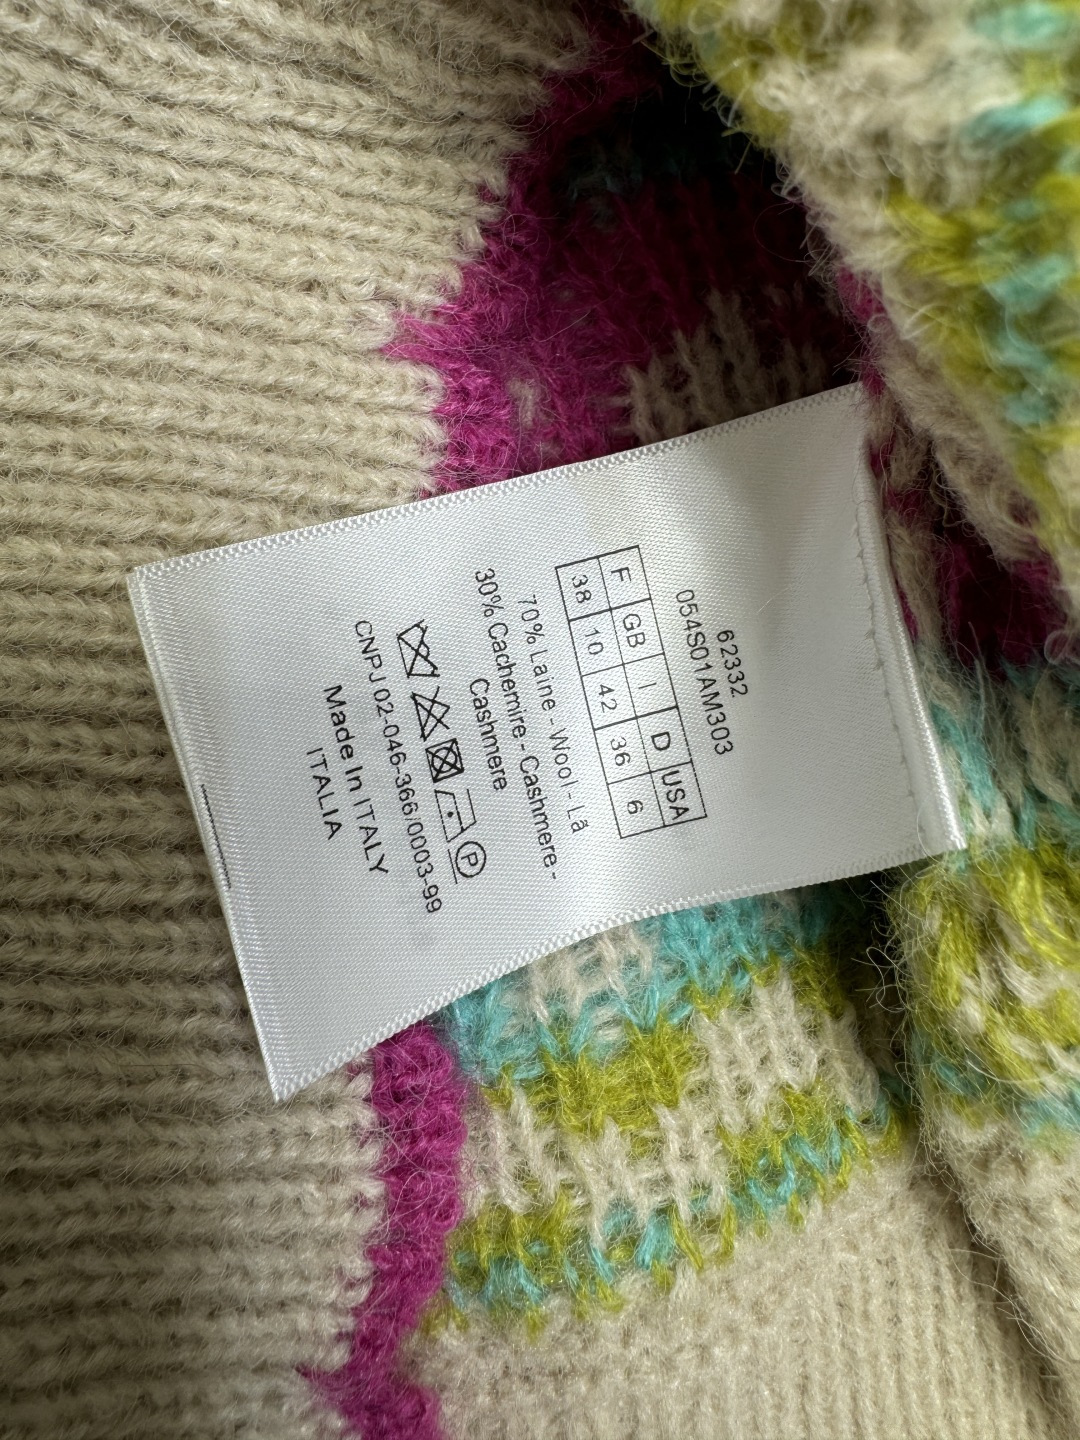 62332
054S01AM303
F GB I D USA
38 10 42 36 6
70% Laine - Wool - Lã
30% Cachemire - Cashmere -
Cashmere
P
CNPJ 02-046-366/0003-99
Made In ITALY
ITALIA